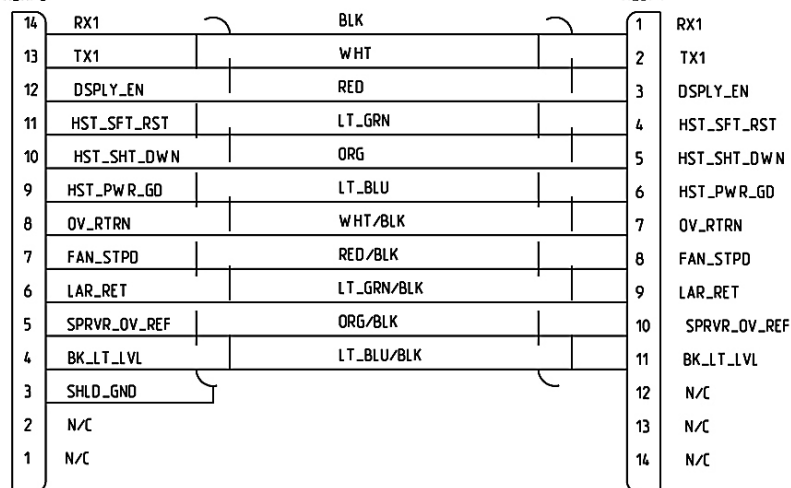 14 RX1 BLK 1 RX1
13 TX1 WHT 2 TX1
12 DSPLY_EN RED 3 DSPLY_EN
11 HST_SFT_RST LT_GRN 4 HST_SFT_RST
10 HST_SHT_DWN ORG 5 HST_SHT_DWN
9 HST_PWR_GD LT_BLU 6 HST_PWR_GD
8 0V_RTRN WHT/BLK 7 0V_RTRN
7 FAN_STPD RED/BLK 8 FAN_STPD
6 LAR_RET LT_GRN/BLK 9 LAR_RET
5 SPRVR_0V_REF ORG/BLK 10 SPRVR_0V_REF
4 BK_LT_LVL LT_BLU/BLK 11 BK_LT_LVL
3 SHLD_GND 12 N/C
2 N/C 13 N/C
1 N/C 14 N/C